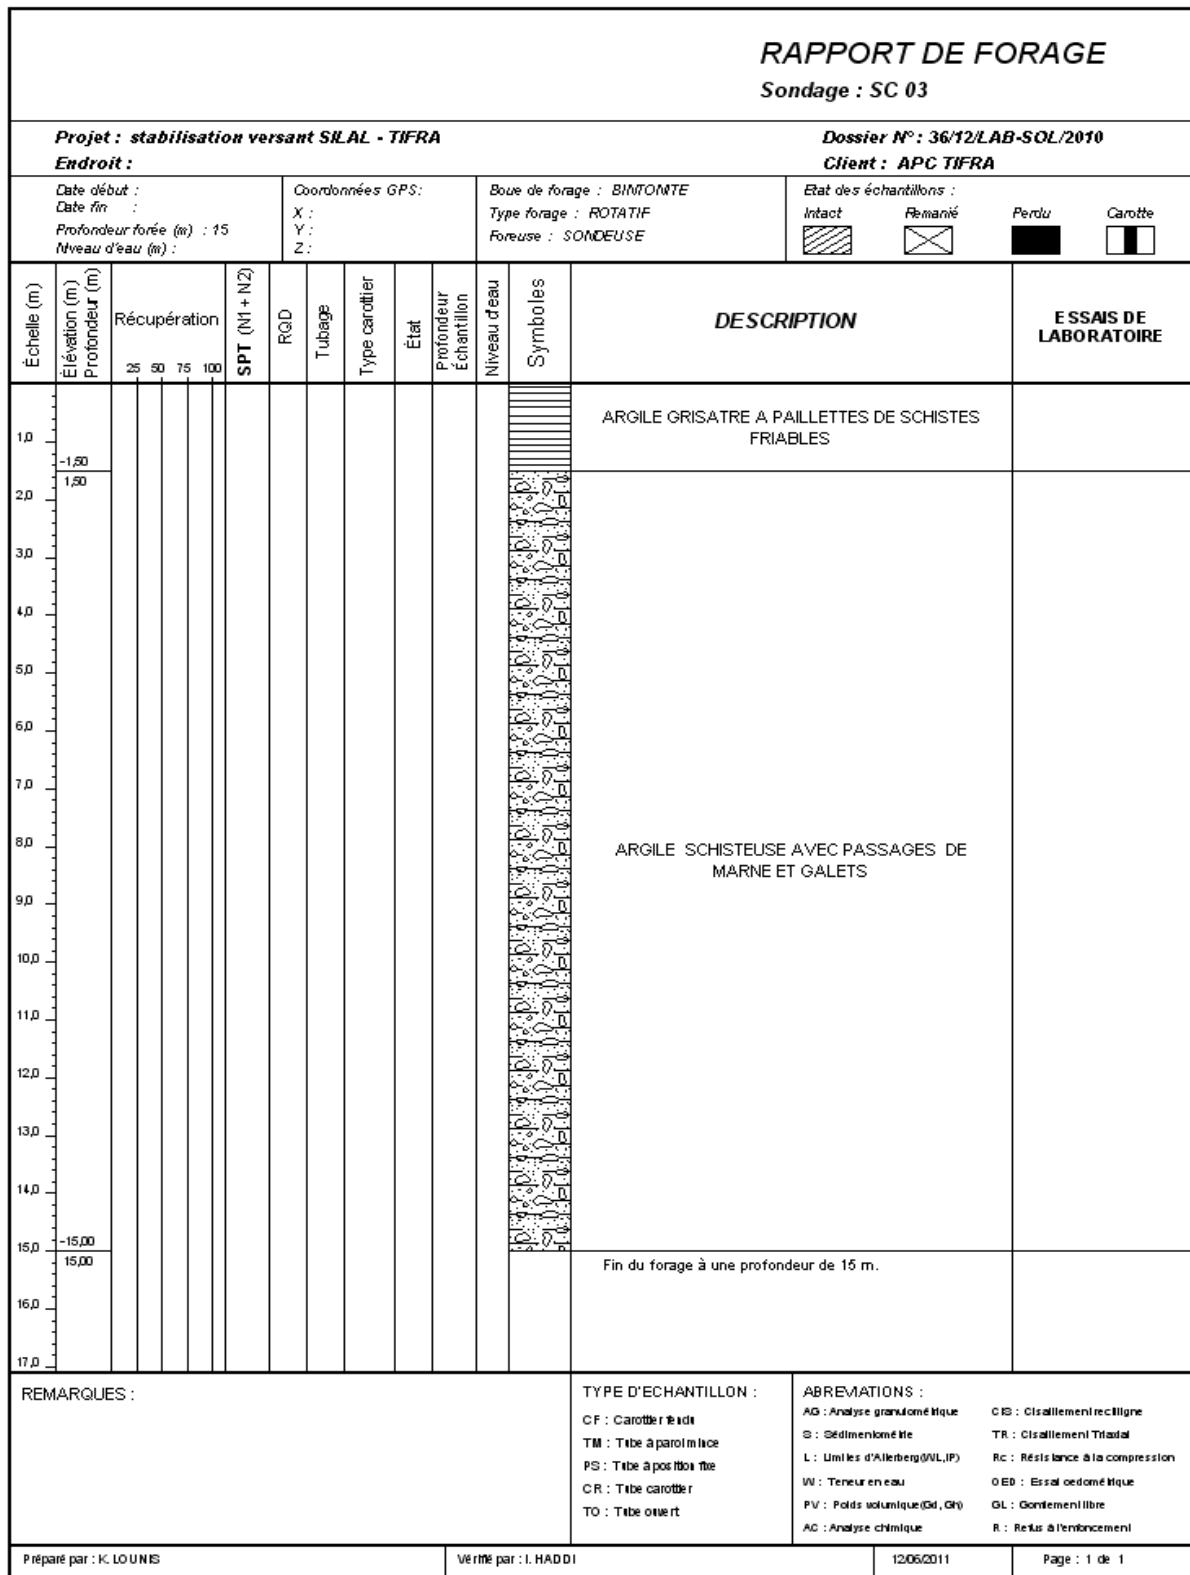 RAPPORT DE FORAGE
Sondage : SC 03
Projet : stabilisation versant SILAL - TIFRA
Endroit :
Dossier N° : 36/12/LAB-SOL/2010
Client : APC TIFRA
Date début :
Date fin :
Profondeur forée (m) : 15
Niveau d'eau (m) :
Coordonnées GPS:
X :
Y :
Z :
Boue de forage : BINTONITE
Type forage : ROTATIF
Foreuse : SONDEUSE
Etat des échantillons :
Intact Remanié Perdu Carotte
Échelle (m)
Élévation (m)
Profondeur (m)
Récupération
25 50 75 100
SPT (N1 + N2)
RQD
Tubage
Type carottier
État
Profondeur
Échantillon
Niveau d'eau
Symboles
DESCRIPTION
ESSAIS DE
LABORATOIRE
ARGILE GRISATRE A PAILLETTES DE SCHISTES
FRIABLES
1,0
-1,50
1,50
2,0
3,0
4,0
5,0
6,0
7,0
8,0
ARGILE SCHISTEUSE AVEC PASSAGES DE
MARNE ET GALETS
9,0
10,0
11,0
12,0
13,0
14,0
15,0
-15,00
15,00
Fin du forage à une profondeur de 15 m.
16,0
17,0
REMARQUES :
TYPE D'ECHANTILLON :
CF : Carottier fendu
TM : Tube à paroi mince
PS : Tube à position fixe
CR : Tube carottier
TO : Tube ouvert
ABREVIATIONS :
AG : Analyse granulométrique
S : Sédimentométrie
L : Limites d'Atterberg(WL,IP)
W : Teneur en eau
PV : Poids volumique(Gd, Gh)
AC : Analyse chimique
CIS : Cisaillement rectiligne
TR : Cisaillement Triaxial
Rc : Résistance à la compression
OED : Essai oedométrique
GL : Gonflement libre
R : Refus à l'enfoncement
Préparé par : K. LOUNIS
Vérifié par : I. HADDI
12/06/2011
Page : 1 de 1